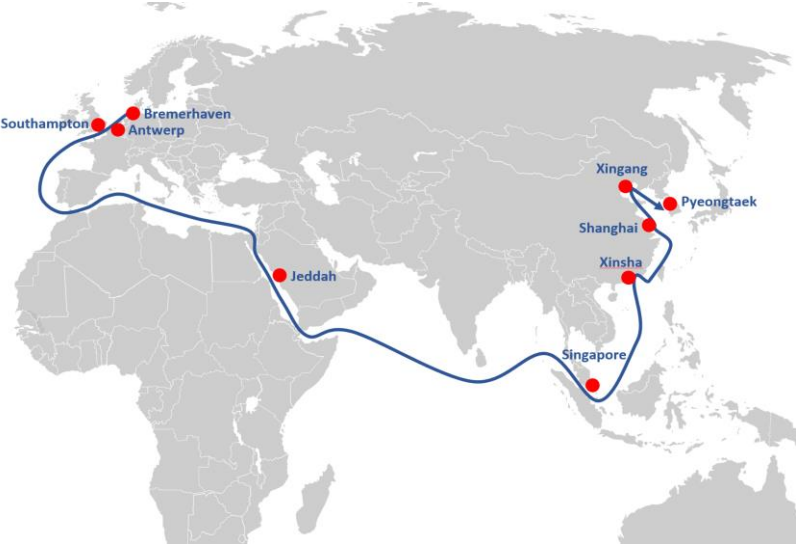 Bremerhaven
Southampton
Antwerp
Xingang
Pyeongtaek
Shanghai
Xinsha
Jeddah
Singapore